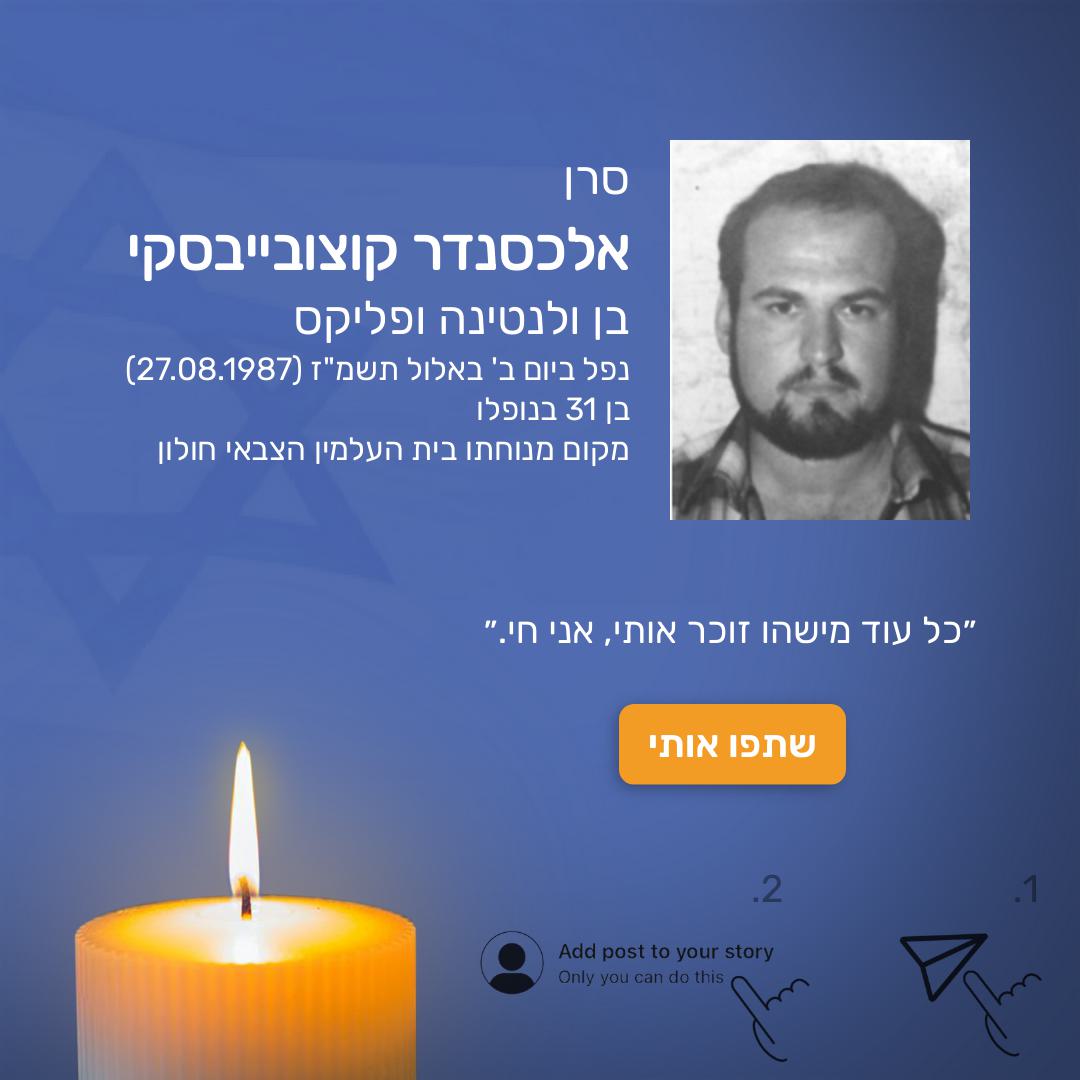 סרן
אלכסנדר קוצובייבסקי
בן ולנטינה ופליקס
נפל ביום ב' באלול תשמ"ז (27.08.1987)
בן 31 בנופלו
מקום מנוחתו בית העלמין הצבאי חולון
״כל עוד מישהו זוכר אותי, אני חי.״
שתפו אותי
1.
2.
Add post to your story
Only you can do this